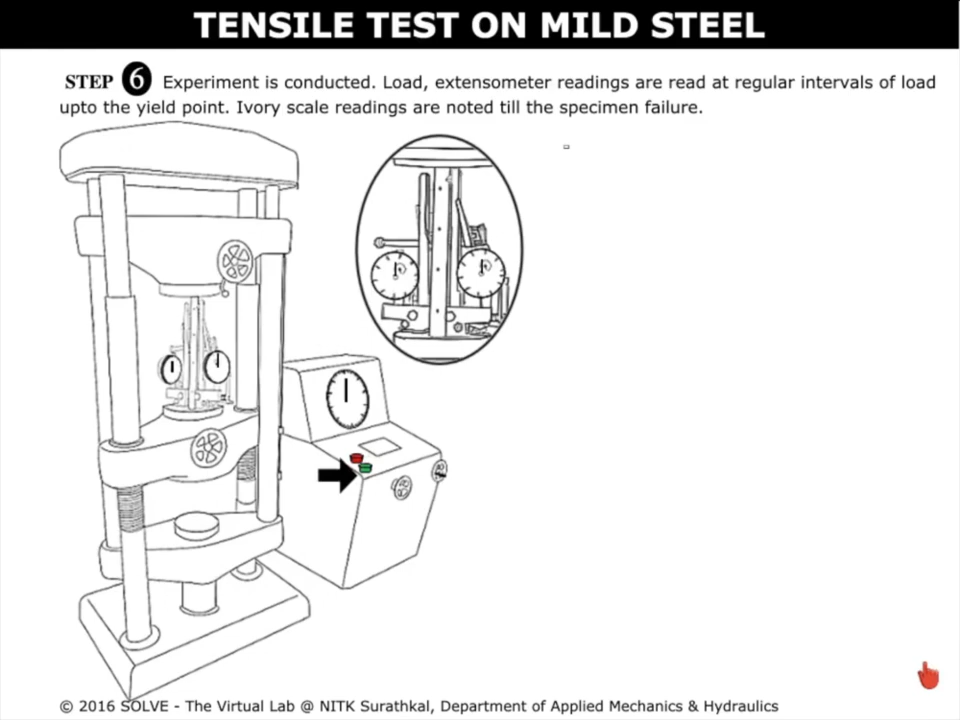 TENSILE TEST ON MILD STEEL
STEP 6 Experiment is conducted. Load, extensometer readings are read at regular intervals of load
upto the yield point. Ivory scale readings are noted till the specimen failure.
© 2016 SOLVE - The Virtual Lab @ NITK Surathkal, Department of Applied Mechanics & Hydraulics